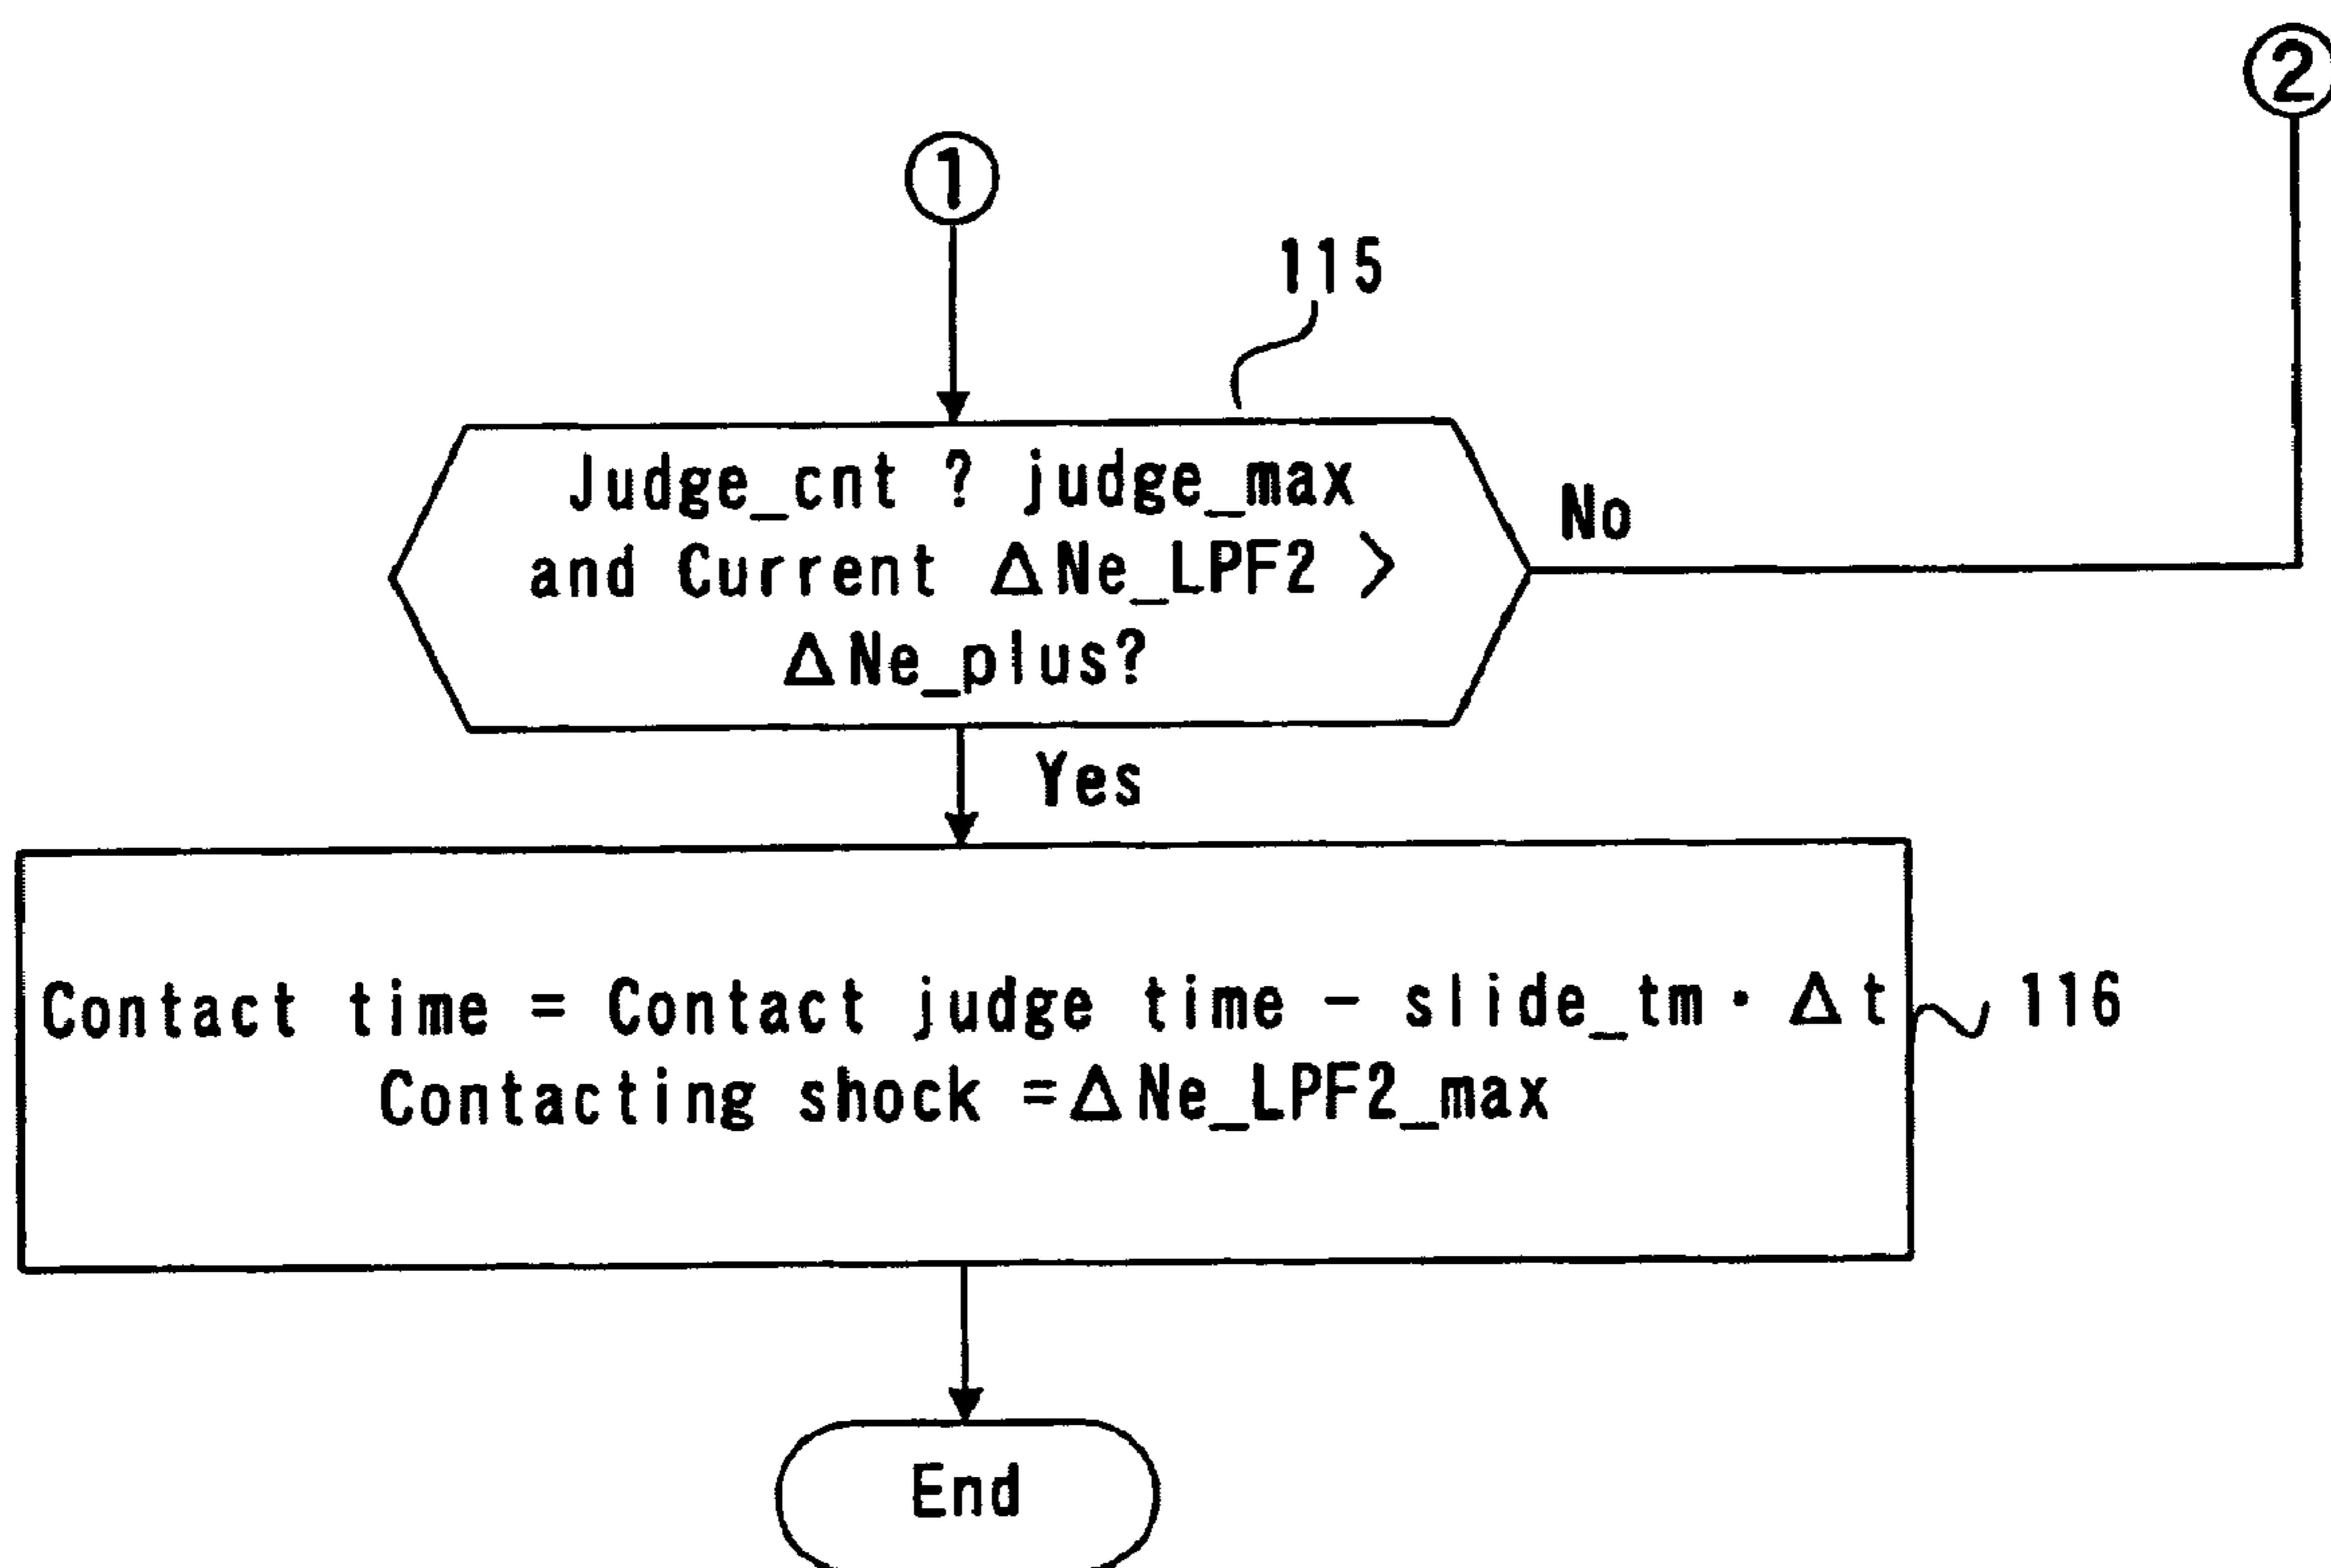 ②
①
115
Judge_cnt ? judge_max
and Current ΔNe_LPF2 >
ΔNe_plus?
No
Yes
Contact time = Contact judge time - slide_tm・Δt
Contacting shock =ΔNe_LPF2_max
116
End